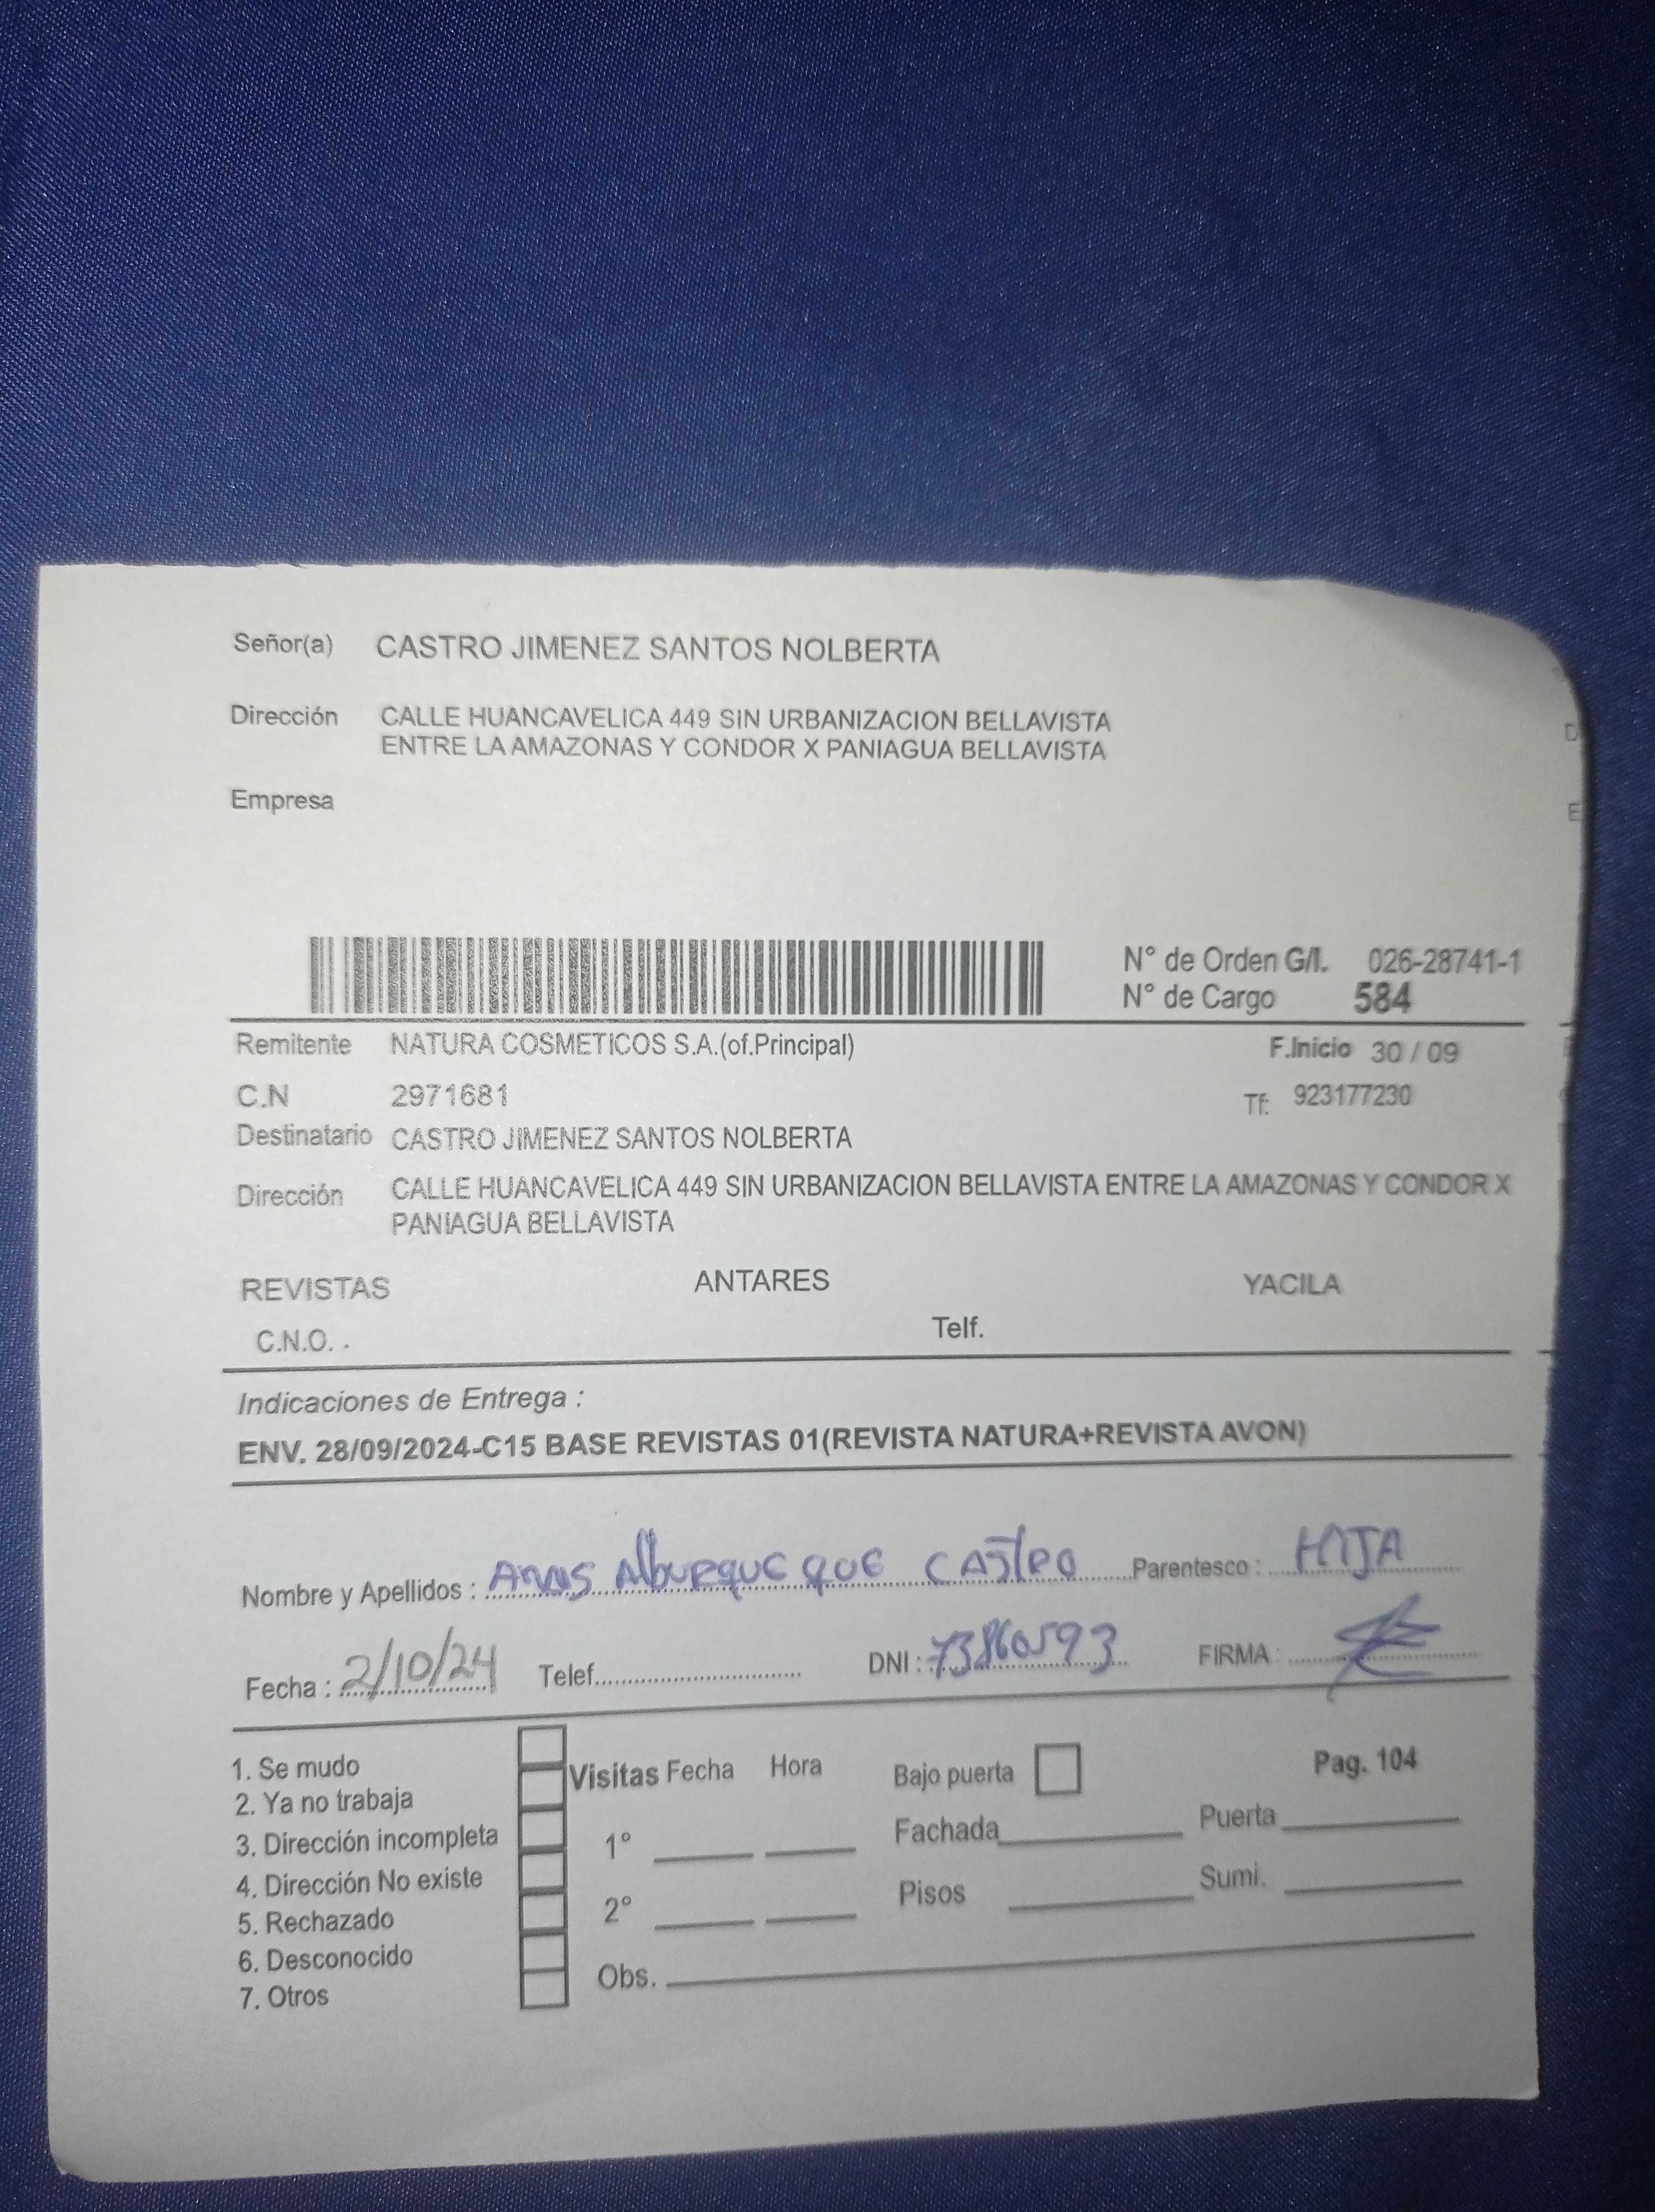 Señor(a) CASTRO JIMENEZ SANTOS NOLBERTA
Dirección CALLE HUANCAVELICA 449 SIN URBANIZACION BELLAVISTA
ENTRE LA AMAZONAS Y CONDOR X PANIAGUA BELLAVISTA
Empresa
N° de Orden G/I. 026-28741-1
N° de Cargo 584
Remitente NATURA COSMETICOS S.A.(of.Principal) F.Inicio 30 / 09
C.N 2971681 Tf: 923177230
Destinatario CASTRO JIMENEZ SANTOS NOLBERTA
Dirección CALLE HUANCAVELICA 449 SIN URBANIZACION BELLAVISTA ENTRE LA AMAZONAS Y CONDOR X
PANIAGUA BELLAVISTA
REVISTAS ANTARES YACILA
C.N.O. . Telf.
Indicaciones de Entrega :
ENV. 28/09/2024-C15 BASE REVISTAS 01(REVISTA NATURA+REVISTA AVON)
Nombre y Apellidos : CASTRO Parentesco : HIJA
Fecha : 2/10/24 Telef. DNI : 73860593 FIRMA :
1. Se mudo
2. Ya no trabaja
3. Dirección incompleta
4. Dirección No existe
5. Rechazado
6. Desconocido
7. Otros
Visitas Fecha Hora
1°
2°
Obs.
Bajo puerta Pag. 104
Fachada Puerta
Pisos Sumi.